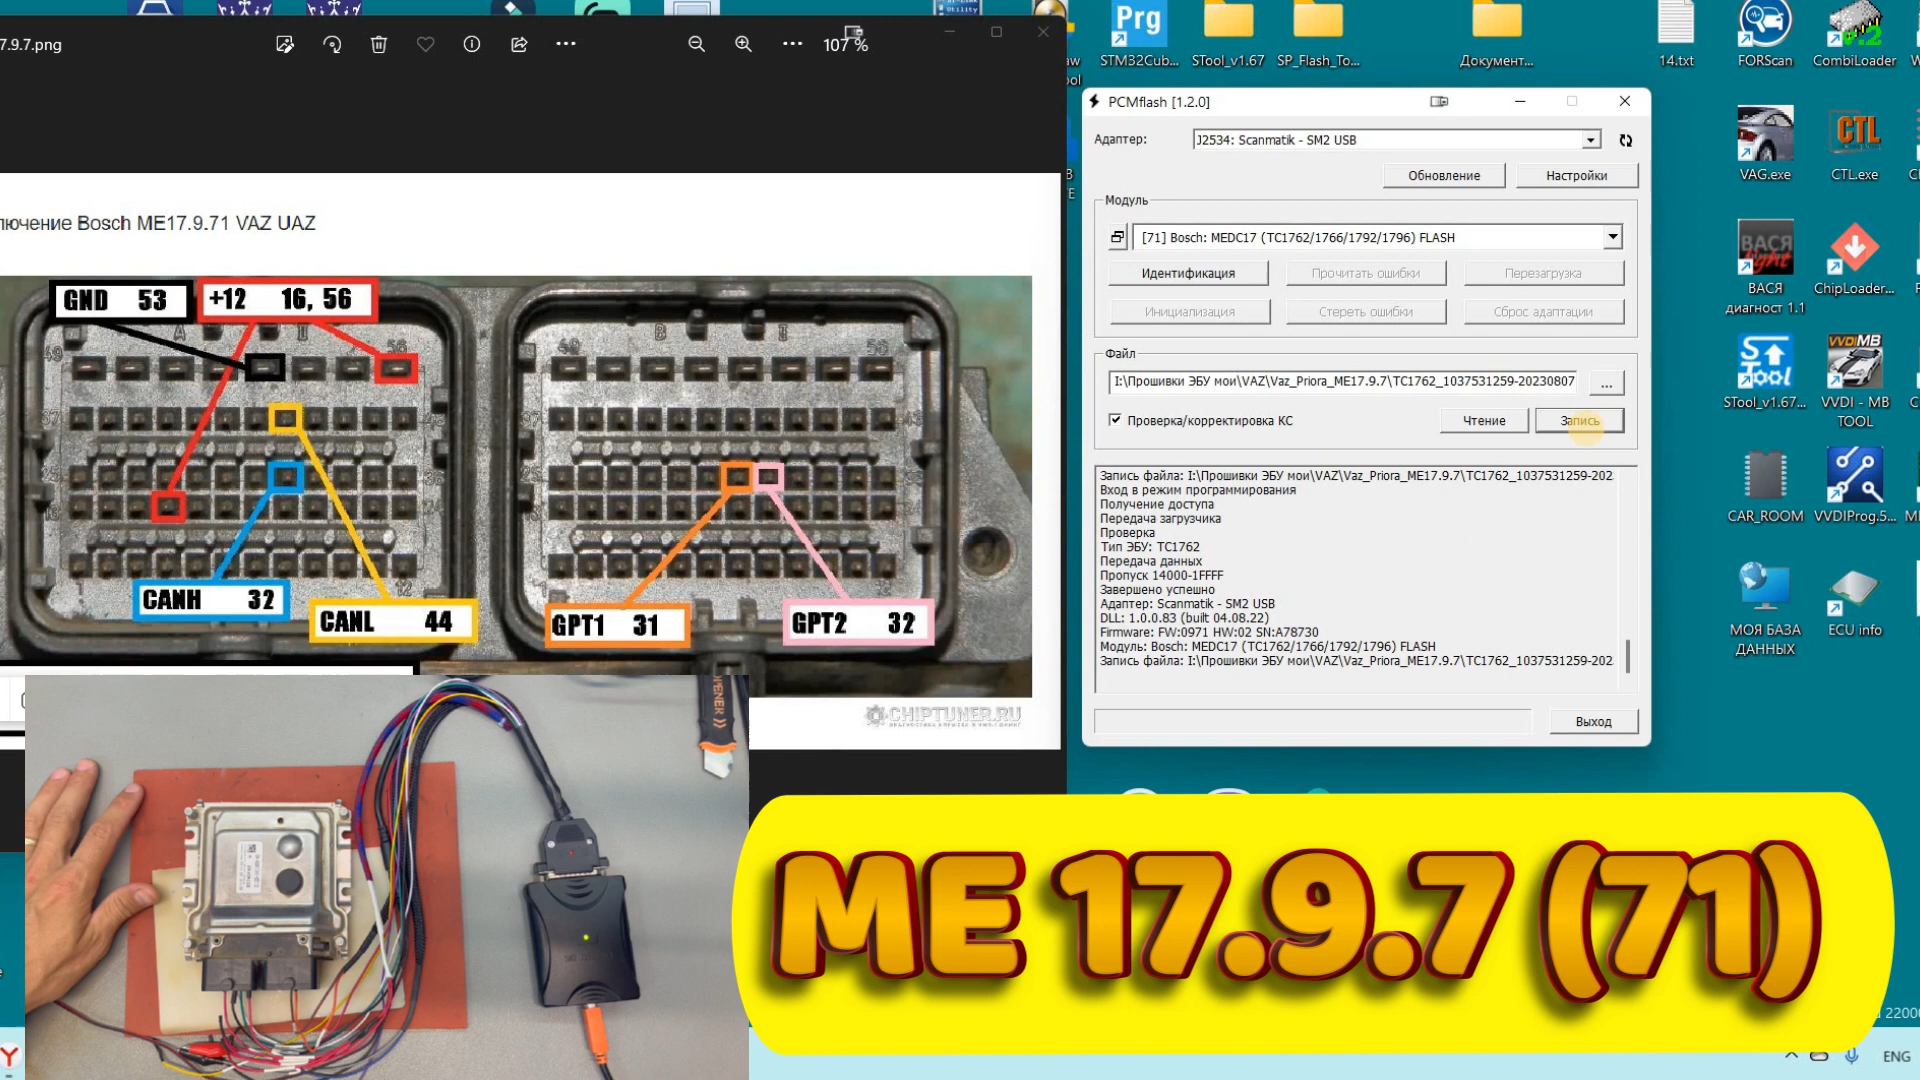 7.9.7.png
107 %
лючение Bosch ME17.9.71 VAZ UAZ
GND 53
+12 16, 56
CANH 32
CANL 44
GPT1 31
GPT2 32
CHIPTUNER.RU
OPENER
STM32Cub...
STool_v1.67
SP_Flash_To...
Документ...
14.txt
FORScan
CombiLoader
PCMflash [1.2.0]
Адаптер:
J2534: Scanmatik - SM2 USB
Обновление
Настройки
Модуль
[71] Bosch: MEDC17 (TC1762/1766/1792/1796) FLASH
Идентификация
Прочитать ошибки
Перезагрузка
Инициализация
Стереть ошибки
Сброс адаптации
Файл
I:\Прошивки ЭБУ мои\VAZ\Vaz_Priora_ME17.9.7\TC1762_1037531259-20230807
...
Проверка/корректировка КС
Чтение
Запись
Запись файла: I:\Прошивки ЭБУ мои\VAZ\Vaz_Priora_ME17.9.7\TC1762_1037531259-202
Вход в режим программирования
Получение доступа
Передача загрузчика
Проверка
Тип ЭБУ: TC1762
Передача данных
Пропуск 14000-1FFFF
Завершено успешно
Адаптер: Scanmatik - SM2 USB
DLL: 1.0.0.83 (built 04.08.22)
Firmware: FW:0971 HW:02 SN:A78730
Модуль: Bosch: MEDC17 (TC1762/1766/1792/1796) FLASH
Запись файла: I:\Прошивки ЭБУ мои\VAZ\Vaz_Priora_ME17.9.7\TC1762_1037531259-202
Выход
VAG.exe
CTL.exe
ВАСЯ диагност 1.1
ChipLoader...
STool_v1.67...
VVDI - MB TOOL
CAR_ROOM
VVDIProg.5...
МОЯ БАЗА ДАННЫХ
ECU info
ME 17.9.7 (71)
22000
ENG